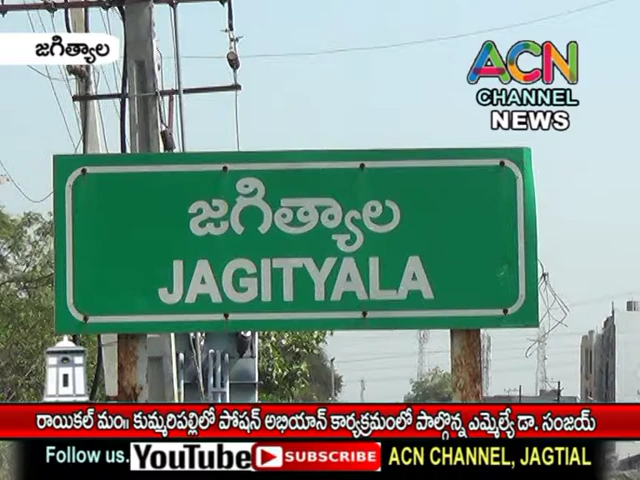 జగిత్యాల
ACN
CHANNEL
NEWS
జగిత్యాల
JAGITYALA
రాయికల్ మం॥ కుమ్మరిపల్లిలో పోషన్ అభియాన్ కార్యక్రమంలో పాల్గొన్న ఎమ్మెల్యే డా. సంజయ్
Follow us. YouTube SUBSCRIBE ACN CHANNEL, JAGTIAL